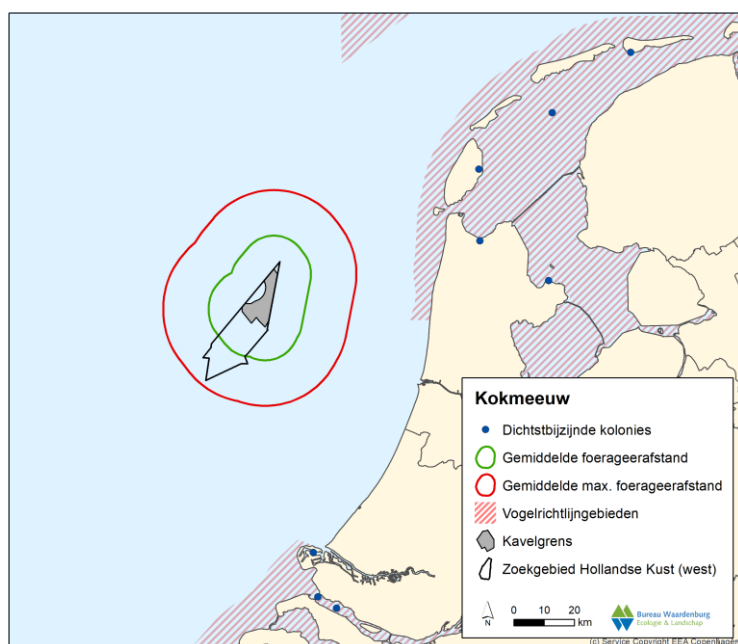 Kokmeeuw
Dichtstbijzijnde kolonies
Gemiddelde foerageerafstand
Gemiddelde max. foerageerafstand
Vogelrichtlijngebieden
Kavelgrens
Zoekgebied Hollandse Kust (west)
N
0 10 20
km
Bureau Waardenburg
Ecologie & Landschap
(c) Service Copyright EEA Copenhagen